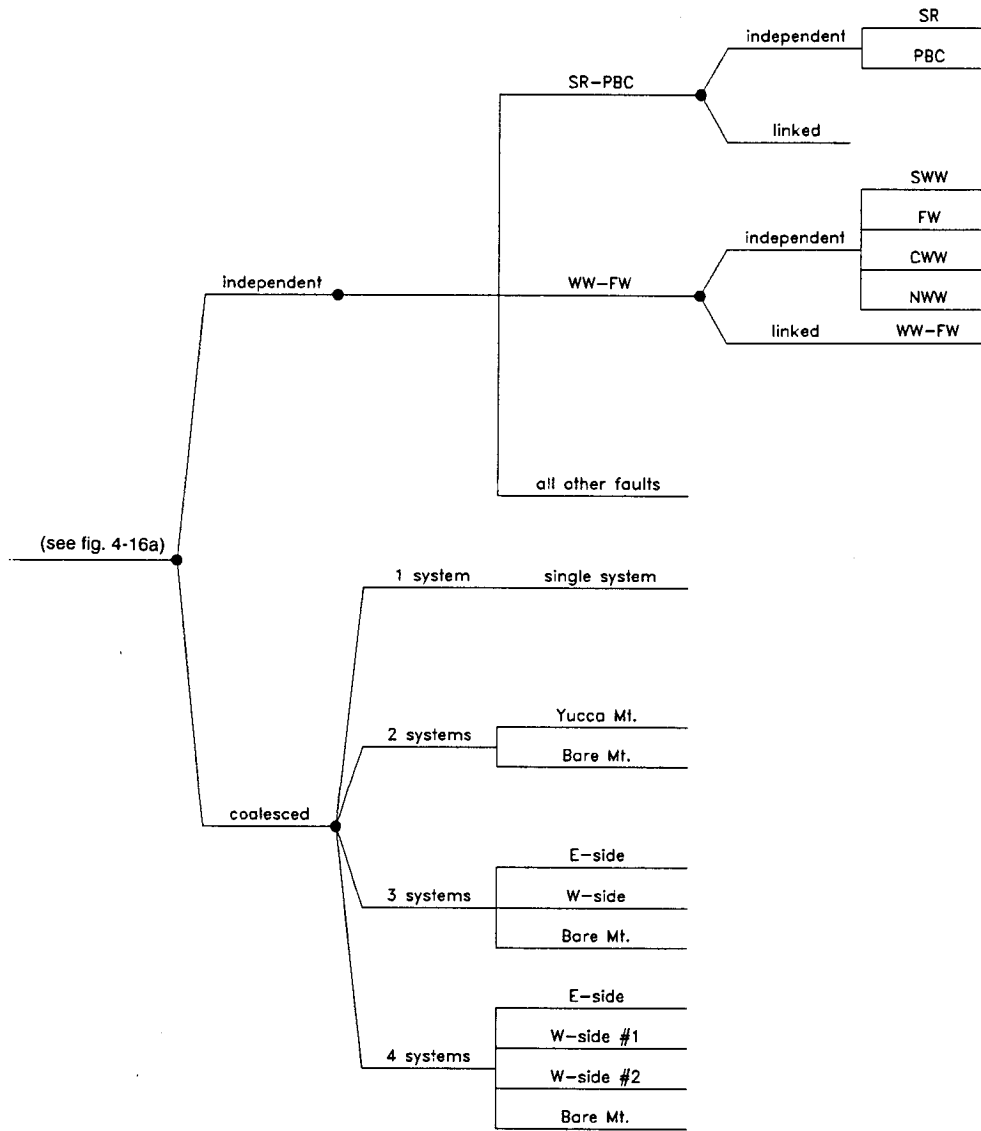 SR
independent
PBC
SR-PBC
linked
SWW
FW
independent
CWW
independent
WW-FW
NWW
linked
WW-FW
all other faults
(see fig. 4-16a)
1 system
single system
Yucca Mt.
2 systems
Bare Mt.
coalesced
E-side
3 systems
W-side
Bare Mt.
E-side
W-side #1
4 systems
W-side #2
Bare Mt.